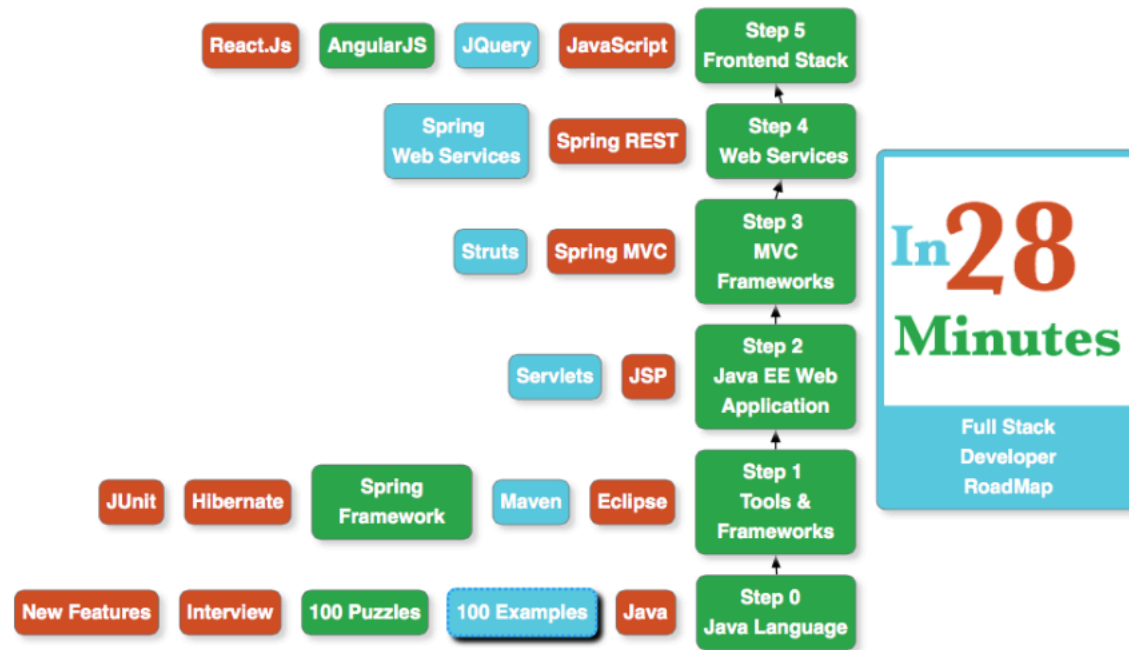 React.Js
AngularJS
JQuery
JavaScript
Step 5
Frontend Stack
Spring
Web Services
Spring REST
Step 4
Web Services
Struts
Spring MVC
Step 3
MVC
Frameworks
Servlets
JSP
Step 2
Java EE Web
Application
JUnit
Hibernate
Spring
Framework
Maven
Eclipse
Step 1
Tools &
Frameworks
New Features
Interview
100 Puzzles
100 Examples
Java
Step 0
Java Language
In 28
Minutes
Full Stack
Developer
RoadMap